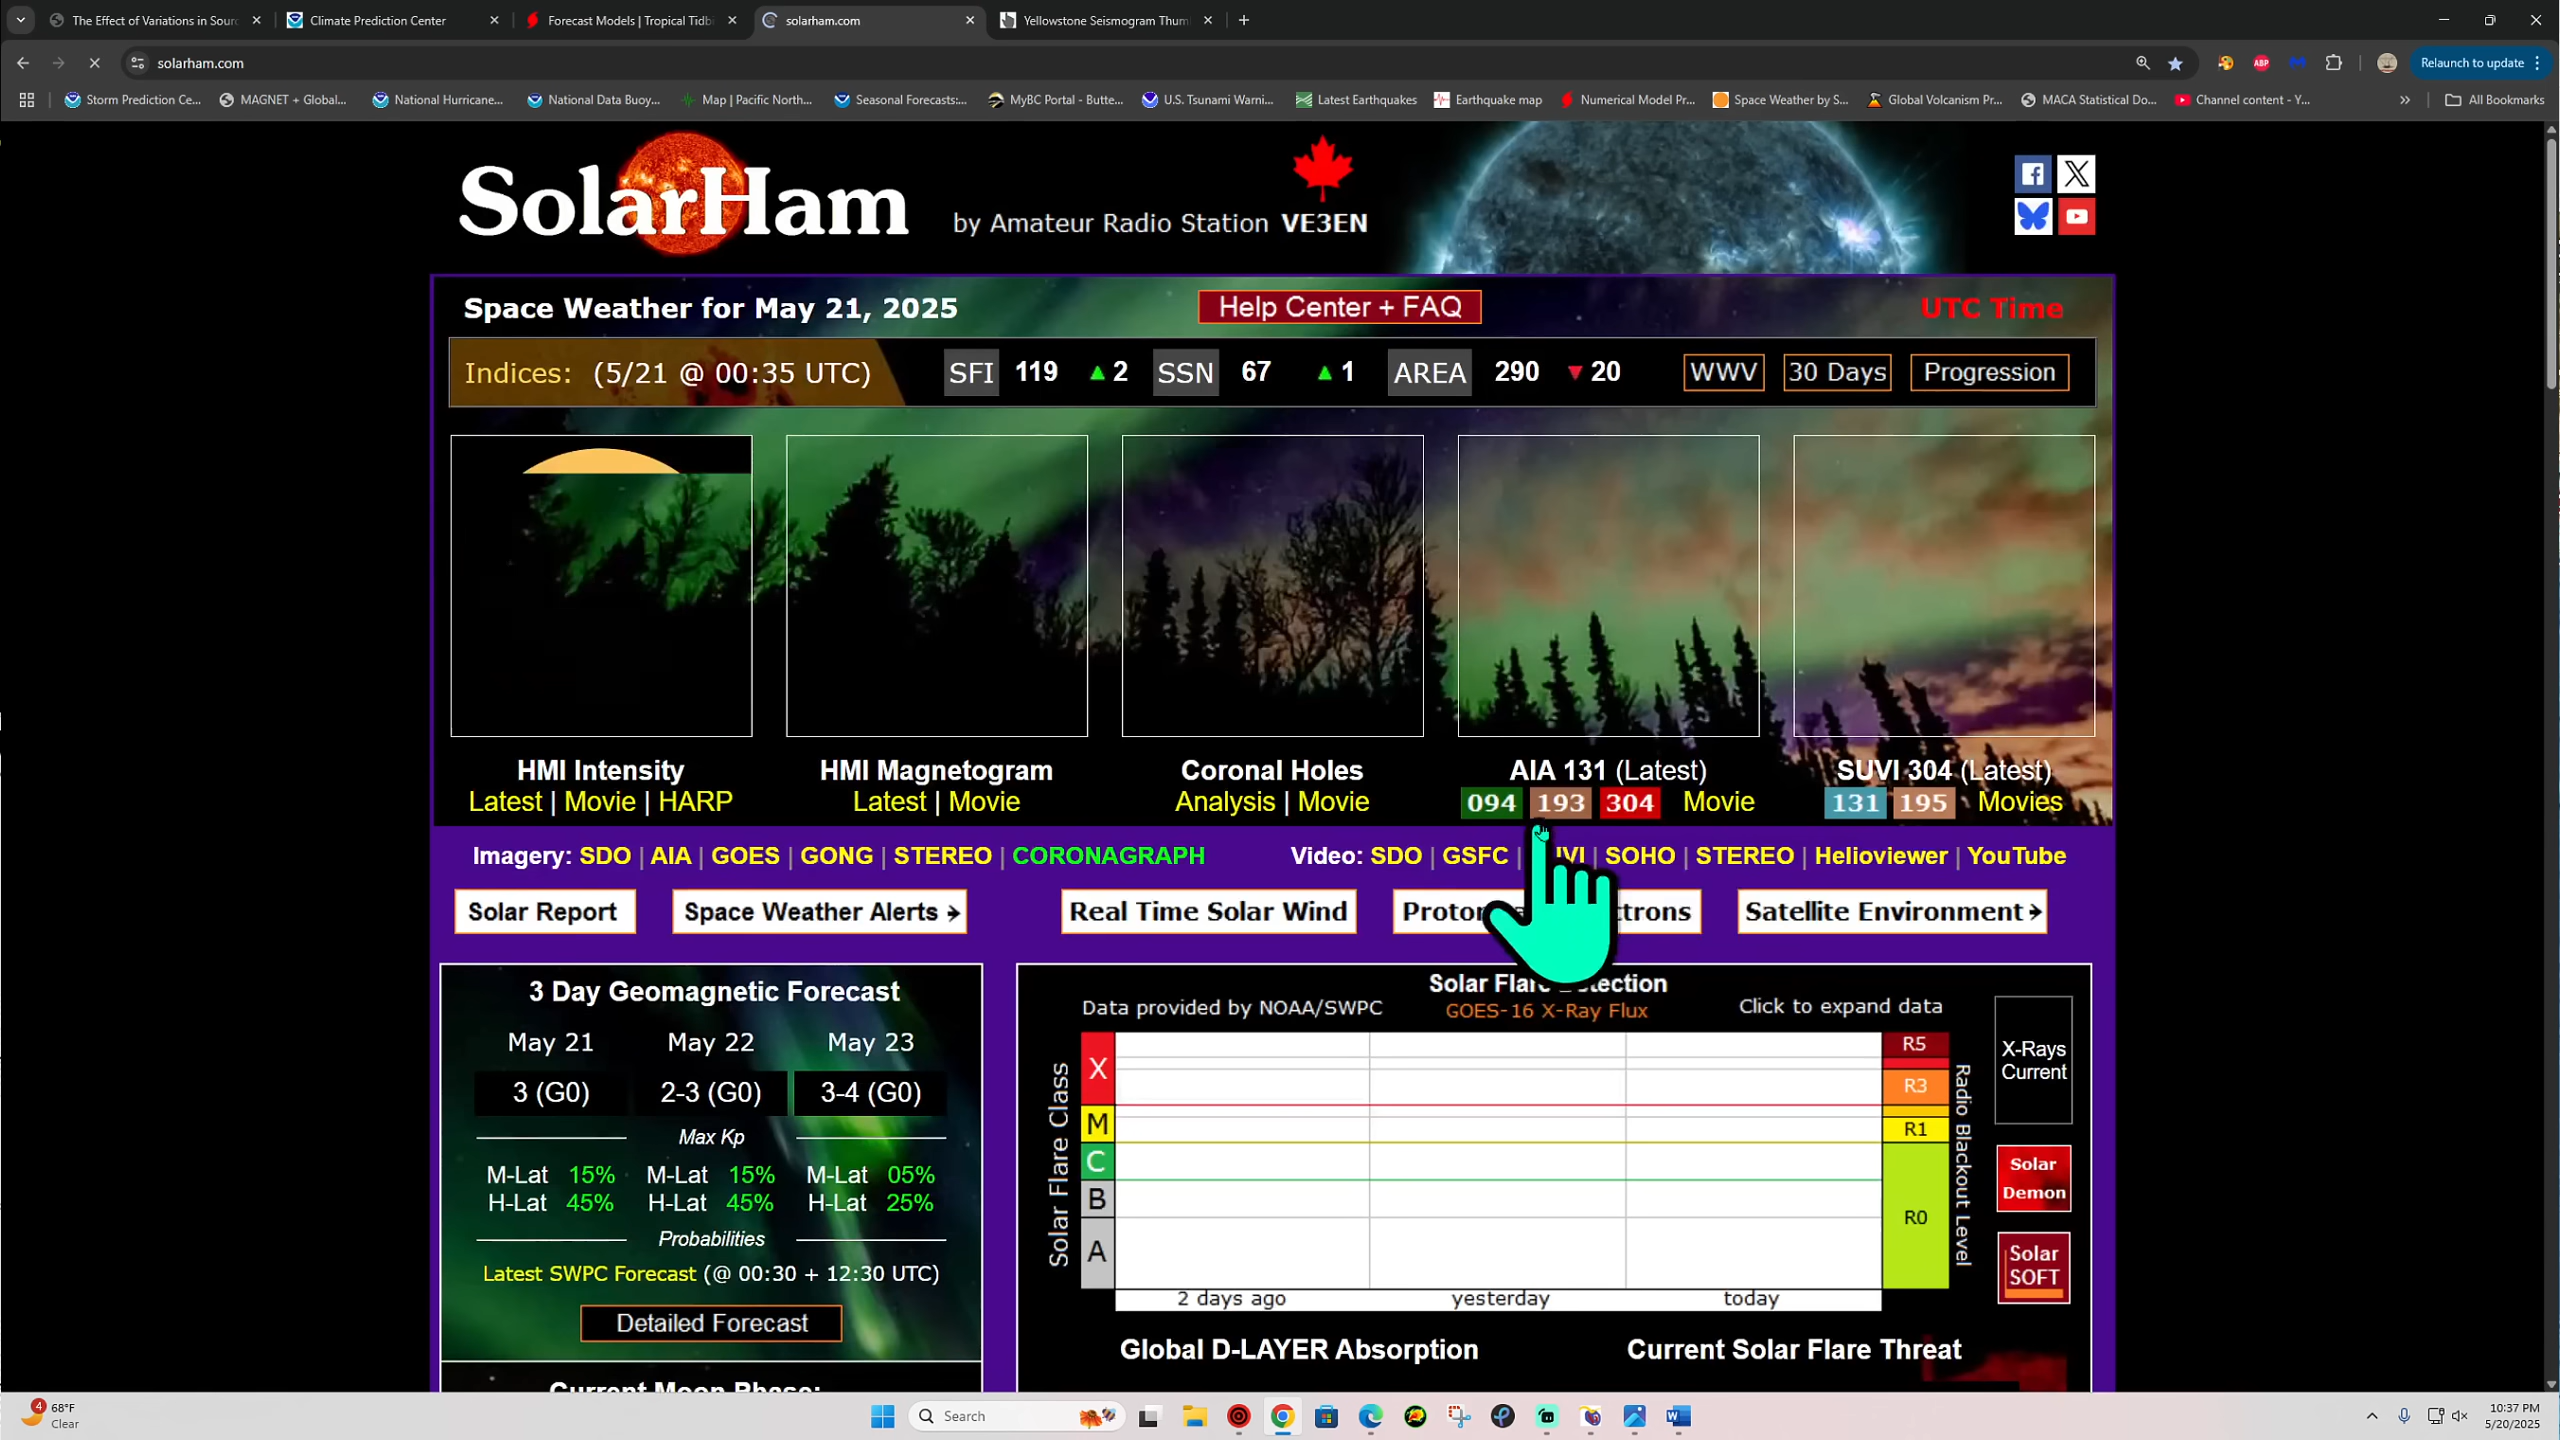 The Effect of Variations in Sour
Climate Prediction Center
Forecast Models | Tropical Tidbi
solarham.com
Yellowstone Seismogram Thum
solarham.com
ABP
Relaunch to update
Storm Prediction Ce...
MAGNET + Global...
National Hurricane...
National Data Buoy...
Map | Pacific North...
Seasonal Forecasts:...
MyBC Portal - Butte...
U.S. Tsunami Warni...
Latest Earthquakes
Earthquake map
Numerical Model Pr...
Space Weather by S...
Global Volcanism Pr...
MACA Statistical Do...
Channel content - Y...
All Bookmarks
SolarHam
by Amateur Radio Station VE3EN
Space Weather for May 21, 2025
Help Center + FAQ
UTC Time
Indices: (5/21 @ 00:35 UTC)
SFI 119 ▲ 2 SSN 67 ▲ 1 AREA 290 ▼ 20
WWV
30 Days
Progression
HMI Intensity
Latest | Movie | HARP
HMI Magnetogram
Latest | Movie
Coronal Holes
Analysis | Movie
AIA 131 (Latest)
094 193 304 Movie
SUVI 304 (Latest)
131 195 Movies
Imagery: SDO | AIA | GOES | GONG | STEREO | CORONAGRAPH
Video: SDO | GSFC | | SOHO | STEREO | Helioviewer | YouTube
Solar Report
Space Weather Alerts
Real Time Solar Wind
Satellite Environment
3 Day Geomagnetic Forecast
May 21 May 22 May 23
3 (G0) 2-3 (G0) 3-4 (G0)
Max Kp
M-Lat 15% M-Lat 15% M-Lat 05%
H-Lat 45% H-Lat 45% H-Lat 25%
Probabilities
Latest SWPC Forecast (@ 00:30 + 12:30 UTC)
Detailed Forecast
Current Moon Phase:
Solar
Data provided by NOAA/SWPC
GOES-16 X-Ray Flux
Click to expand data
Solar Flare Class
X
M
C
B
A
R5
R3
R1
R0
Radio Blackout Level
2 days ago yesterday today
X-Rays
Current
Solar
Demon
Solar
SOFT
Global D-LAYER Absorption
Current Solar Flare Threat
4
68°F
Clear
Search
10:37 PM
5/20/2025